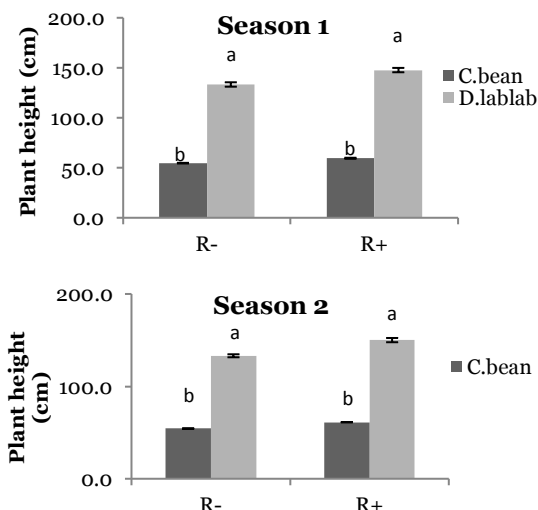 Season 1
Plant height (cm)
200.0
150.0
100.0
50.0
0.0
b
a
b
a
R-
R+
C.bean
D.lablab
Season 2
Plant height
(cm)
200.0
100.0
0.0
b
a
b
a
R-
R+
C.bean